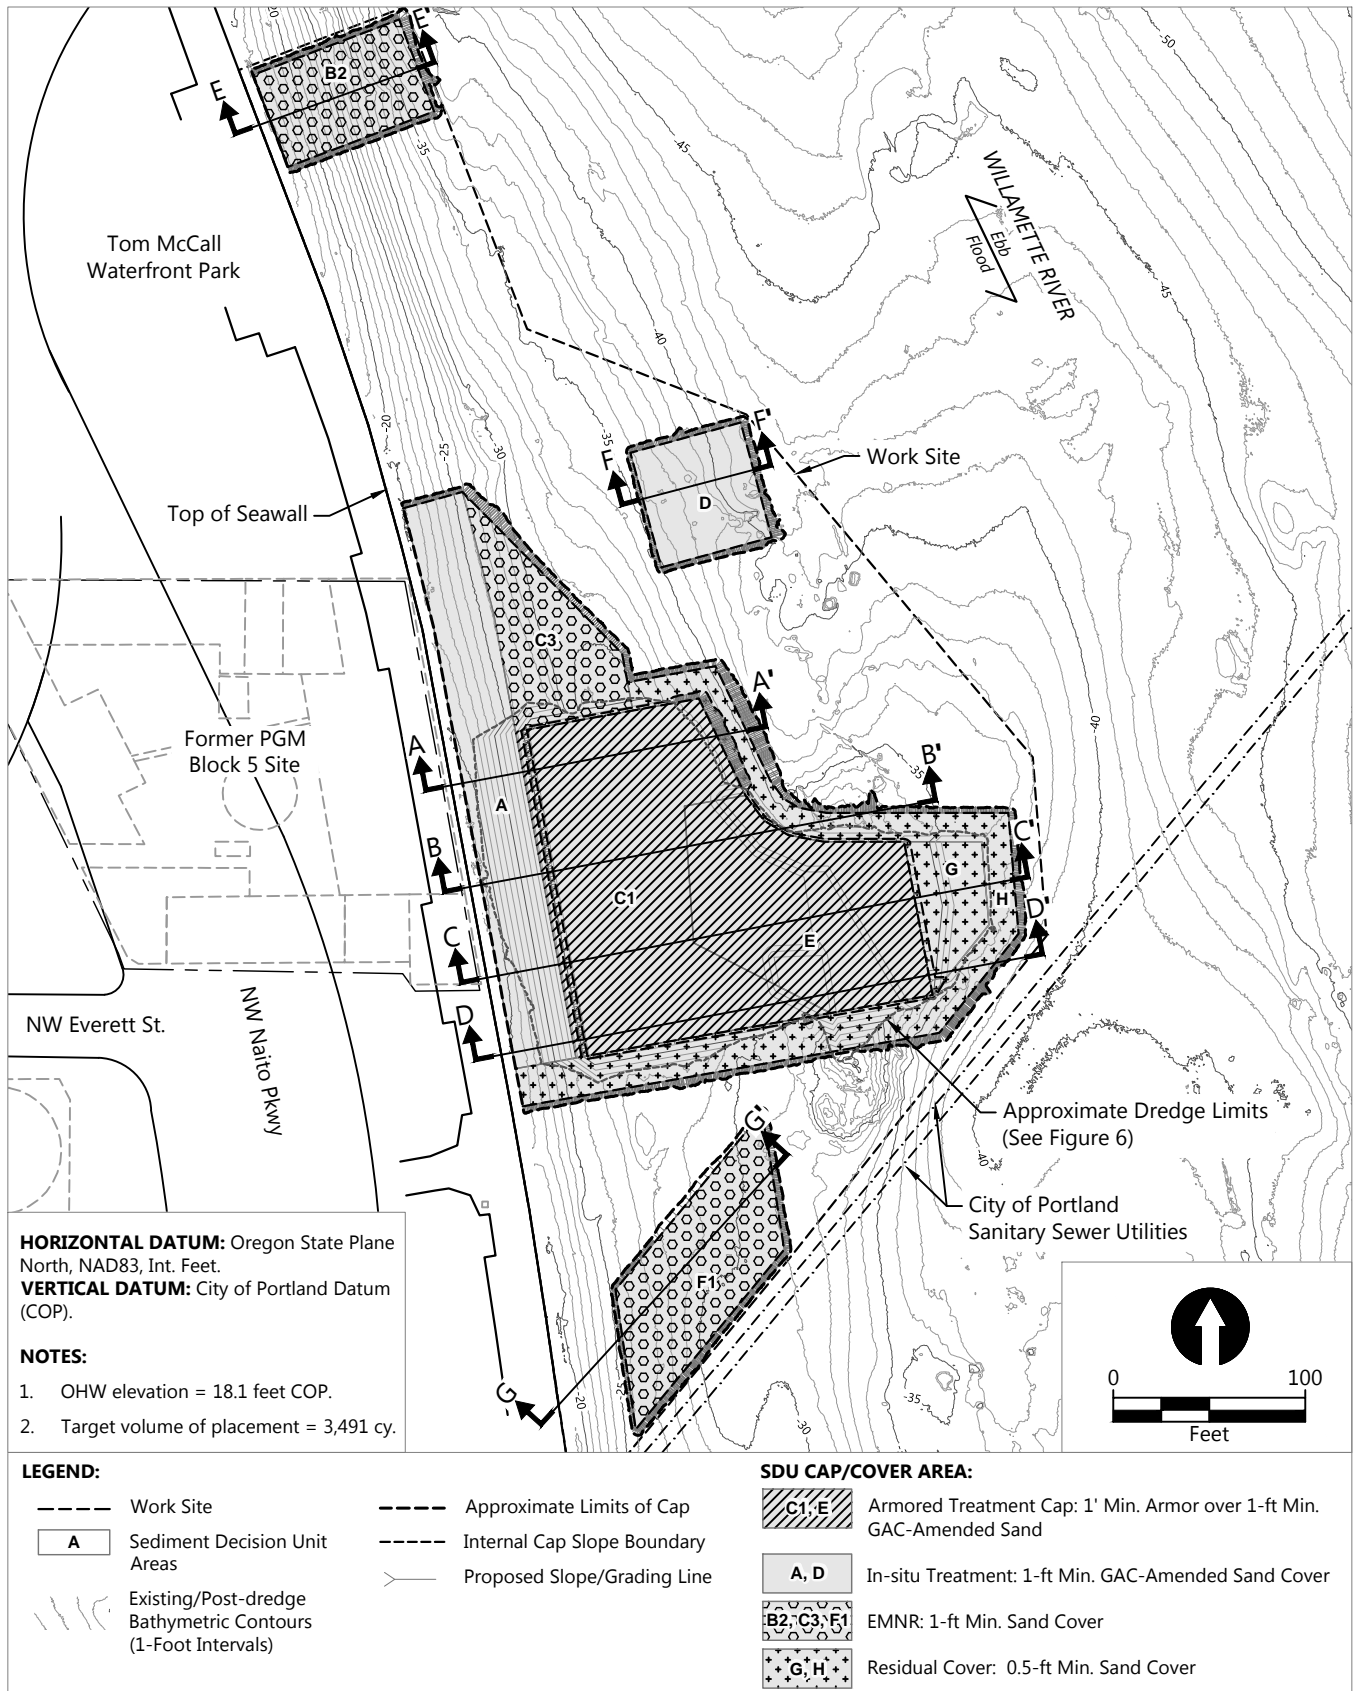 -20
-50
E'
B2
E
-35
-45
WILLAMETTE RIVER
Ebb
Flood
Tom McCall
Waterfront Park
-45
-40
-20
F'
-35
-25
-30
F
Work Site
D
Top of Seawall
C3
A'
-40
Former PGM
Block 5 Site
A
B'
-35
A
C'
B
G
C1
H
D'
C
E
NW Naito Pkwy
D
NW Everett St.
Approximate Dredge Limits
(See Figure 6)
G'
-40
City of Portland
Sanitary Sewer Utilities
HORIZONTAL DATUM: Oregon State Plane
North, NAD83, Int. Feet.
VERTICAL DATUM: City of Portland Datum
(COP).
F1
NOTES:
1. OHW elevation = 18.1 feet COP.
2. Target volume of placement = 3,491 cy.
G
-20
-25
-30
-35
0 100
Feet
LEGEND:
Work Site
A
Sediment Decision Unit
Areas
Existing/Post-dredge
Bathymetric Contours
(1-Foot Intervals)
Approximate Limits of Cap
Internal Cap Slope Boundary
Proposed Slope/Grading Line
SDU CAP/COVER AREA:
C1, E
Armored Treatment Cap: 1' Min. Armor over 1-ft Min.
GAC-Amended Sand
A, D
In-situ Treatment: 1-ft Min. GAC-Amended Sand Cover
B2, C3, F1
EMNR: 1-ft Min. Sand Cover
G, H
Residual Cover: 0.5-ft Min. Sand Cover